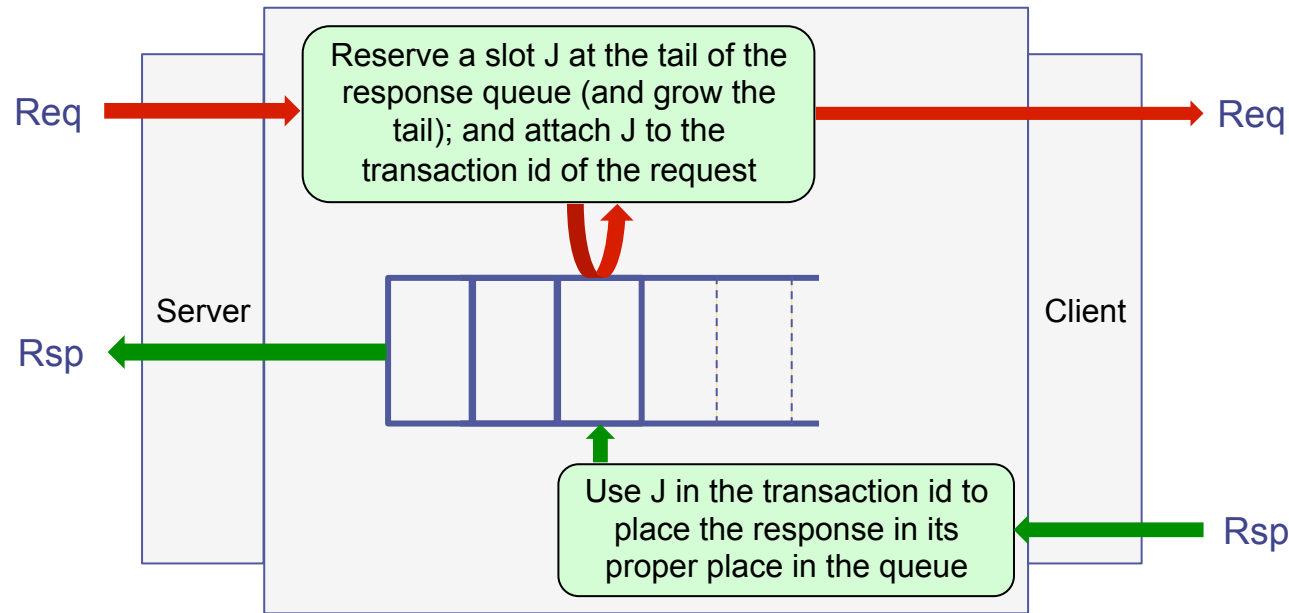 Reserve a slot J at the tail of the
response queue (and grow the
tail); and attach J to the
transaction id of the request
Req
Req
Server
Client
Rsp
Use J in the transaction id to
place the response in its
proper place in the queue
Rsp